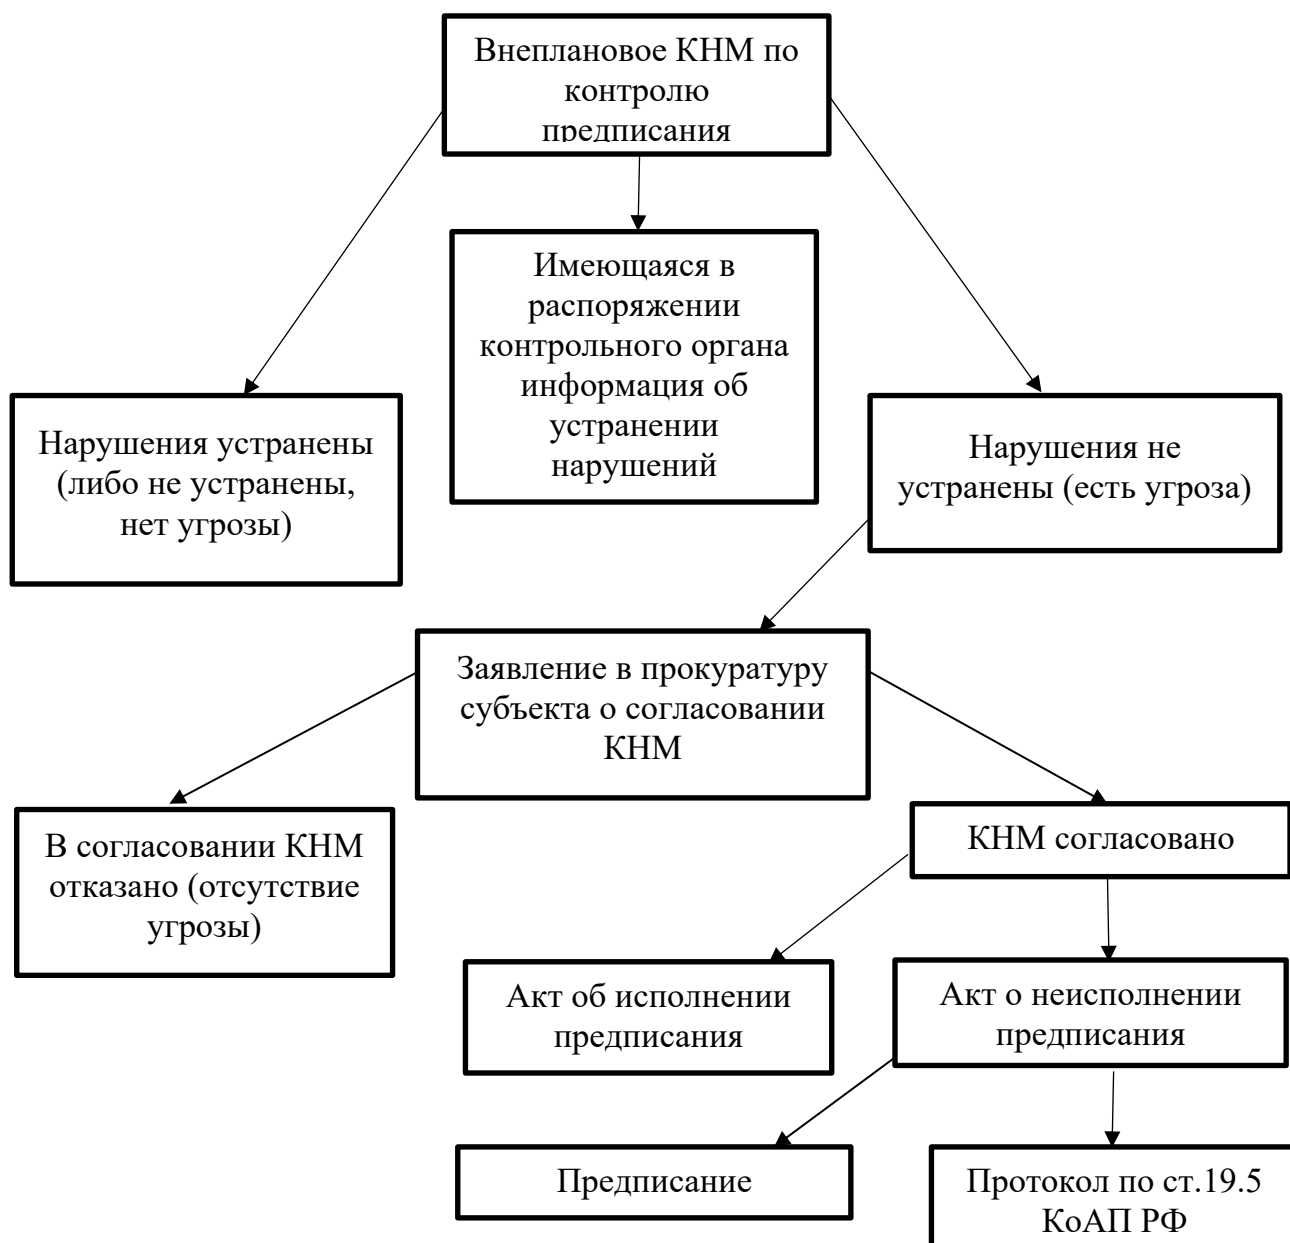 Внеплановое КНМ по
контролю
предписания
Имеющаяся в
распоряжении
контрольного органа
информация об
устранении
нарушений
Нарушения устранены
(либо не устранены,
нет угрозы)
Нарушения не
устранены (есть угроза)
Заявление в прокуратуру
субъекта о согласовании
КНМ
В согласовании КНМ
отказано (отсутствие
угрозы)
КНМ согласовано
Акт об исполнении
предписания
Акт о неисполнении
предписания
Предписание
Протокол по ст.19.5
КоАП РФ